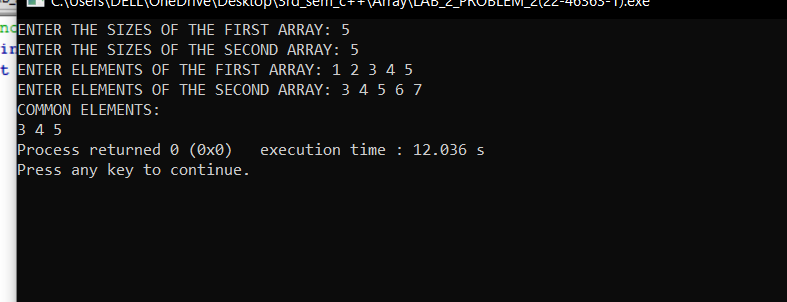 C:\Users\DELL\OneDrive\Desktop\3rd_sem_c++\Array\LAB_2_PROBLEM_2(22-46363-1).exe
ENTER THE SIZES OF THE FIRST ARRAY: 5
ENTER THE SIZES OF THE SECOND ARRAY: 5
ENTER ELEMENTS OF THE FIRST ARRAY: 1 2 3 4 5
ENTER ELEMENTS OF THE SECOND ARRAY: 3 4 5 6 7
COMMON ELEMENTS:
3 4 5
Process returned 0 (0x0)   execution time : 12.036 s
Press any key to continue.